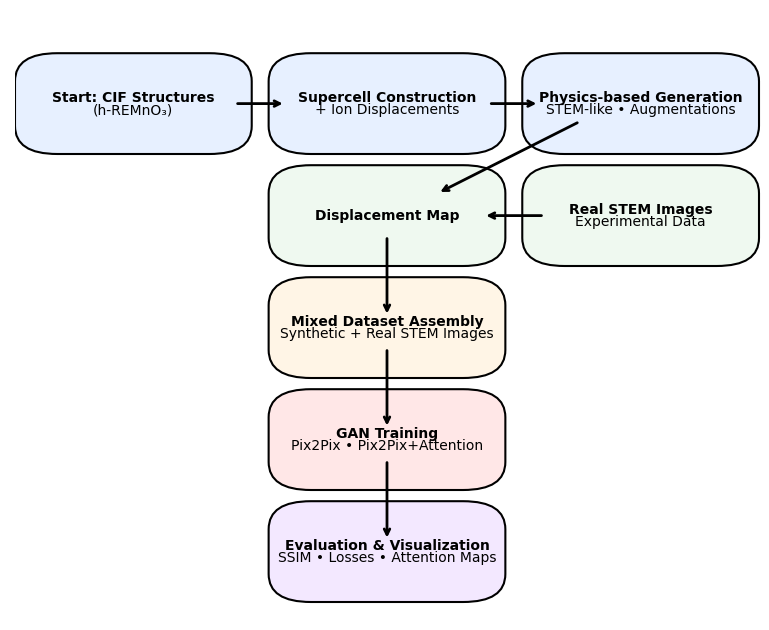 Start: CIF Structures
(h-REMnO₃)
Supercell Construction
+ Ion Displacements
Physics-based Generation
STEM-like • Augmentations
Displacement Map
Real STEM Images
Experimental Data
Mixed Dataset Assembly
Synthetic + Real STEM Images
GAN Training
Pix2Pix • Pix2Pix+Attention
Evaluation & Visualization
SSIM • Losses • Attention Maps